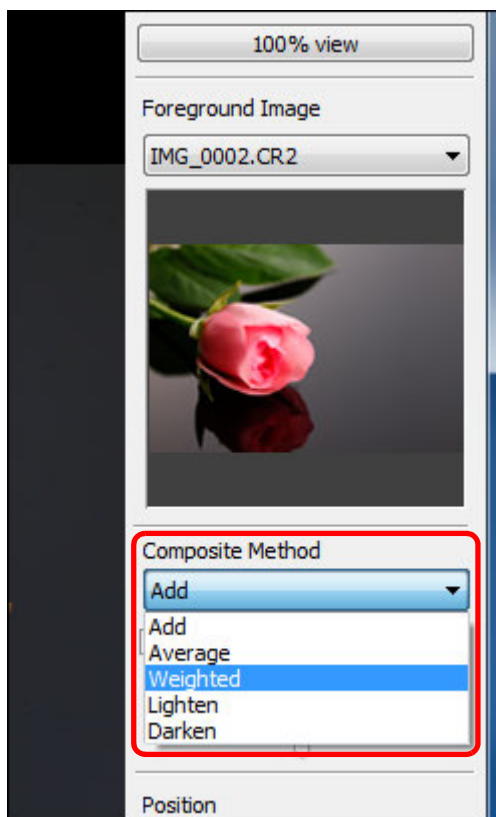 100% view
Foreground Image
IMG_0002.CR2
Composite Method
Add
Add
Average
Weighted
Lighten
Darken
Position